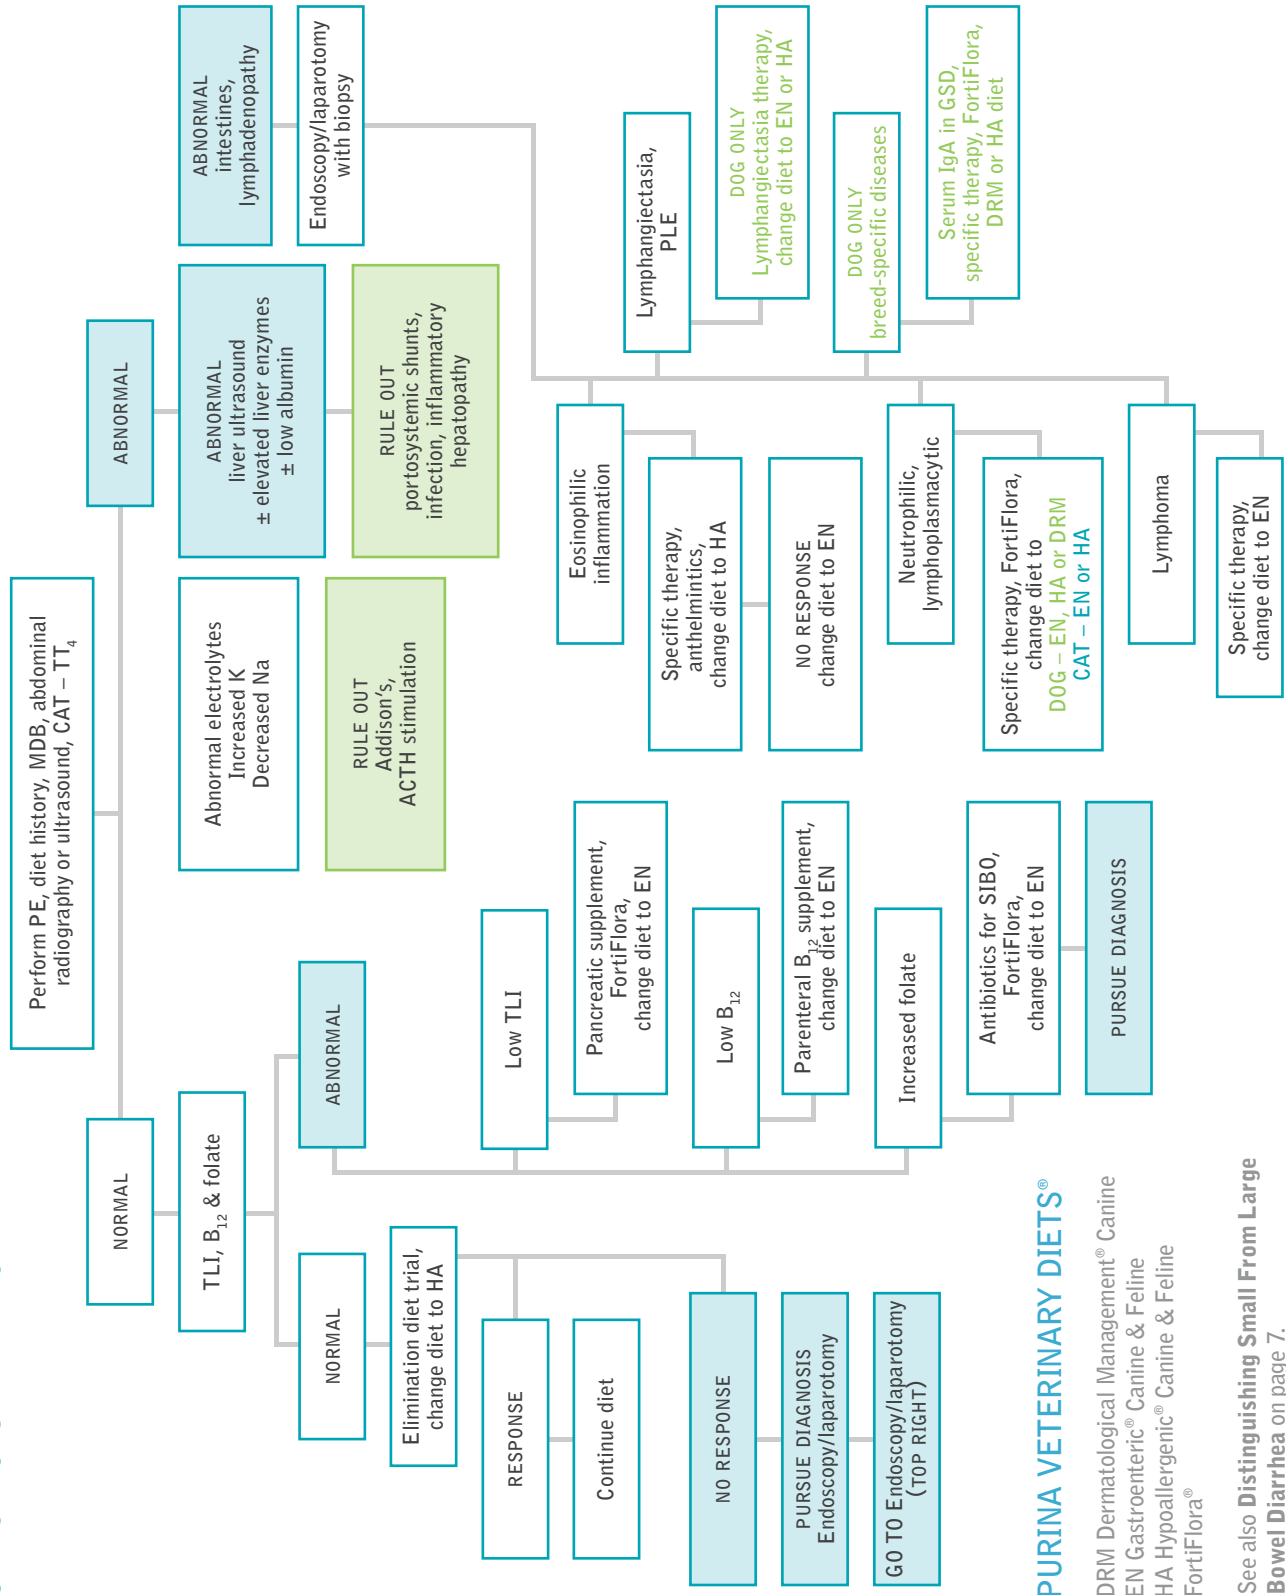 Perform PE, diet history, MDB, abdominal
radiography or ultrasound, CAT – TT4
NORMAL
TLI, B12 & folate
NORMAL
Elimination diet trial,
change diet to HA
RESPONSE
Continue diet
NO RESPONSE
PURSUE DIAGNOSIS
Endoscopy/laparotomy
GO TO Endoscopy/laparotomy
(TOP RIGHT)
ABNORMAL
Low TLI
Pancreatic supplement,
FortiFlora,
change diet to EN
Low B12
Parenteral B12 supplement,
change diet to EN
Increased folate
Antibiotics for SIBO,
FortiFlora,
change diet to EN
PURSUE DIAGNOSIS
ABNORMAL
Abnormal electrolytes
Increased K
Decreased Na
RULE OUT
Addison's,
ACTH stimulation
ABNORMAL
liver ultrasound
± elevated liver enzymes
± low albumin
RULE OUT
portosystemic shunts,
infection, inflammatory
hepatopathy
ABNORMAL
intestines,
lymphadenopathy
Endoscopy/laparotomy
with biopsy
Eosinophilic
inflammation
Specific therapy,
anthelmintics,
change diet to HA
NO RESPONSE
change diet to EN
Lymphangiectasia,
PLE
DOG ONLY
Lymphangiectasia therapy,
change diet to EN or HA
DOG ONLY
breed-specific diseases
Serum IgA in GSD,
specific therapy, FortiFlora,
DRM or HA diet
Neutrophilic,
lymphoplasmacytic
Specific therapy, FortiFlora,
change diet to
DOG – EN, HA or DRM
CAT – EN or HA
Lymphoma
Specific therapy,
change diet to EN
PURINA VETERINARY DIETS®
DRM Dermatological Management® Canine
EN Gastroenteric® Canine & Feline
HA Hypoallergenic® Canine & Feline
FortiFlora®
See also Distinguishing Small From Large
Bowel Diarrhea on page 7.